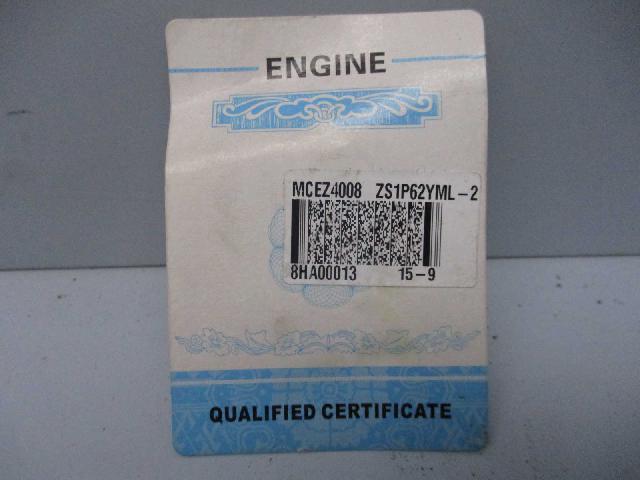 ENGINE
MCEZ4008 ZS1P62YML-2
8HA00013 15-9
QUALIFIED CERTIFICATE